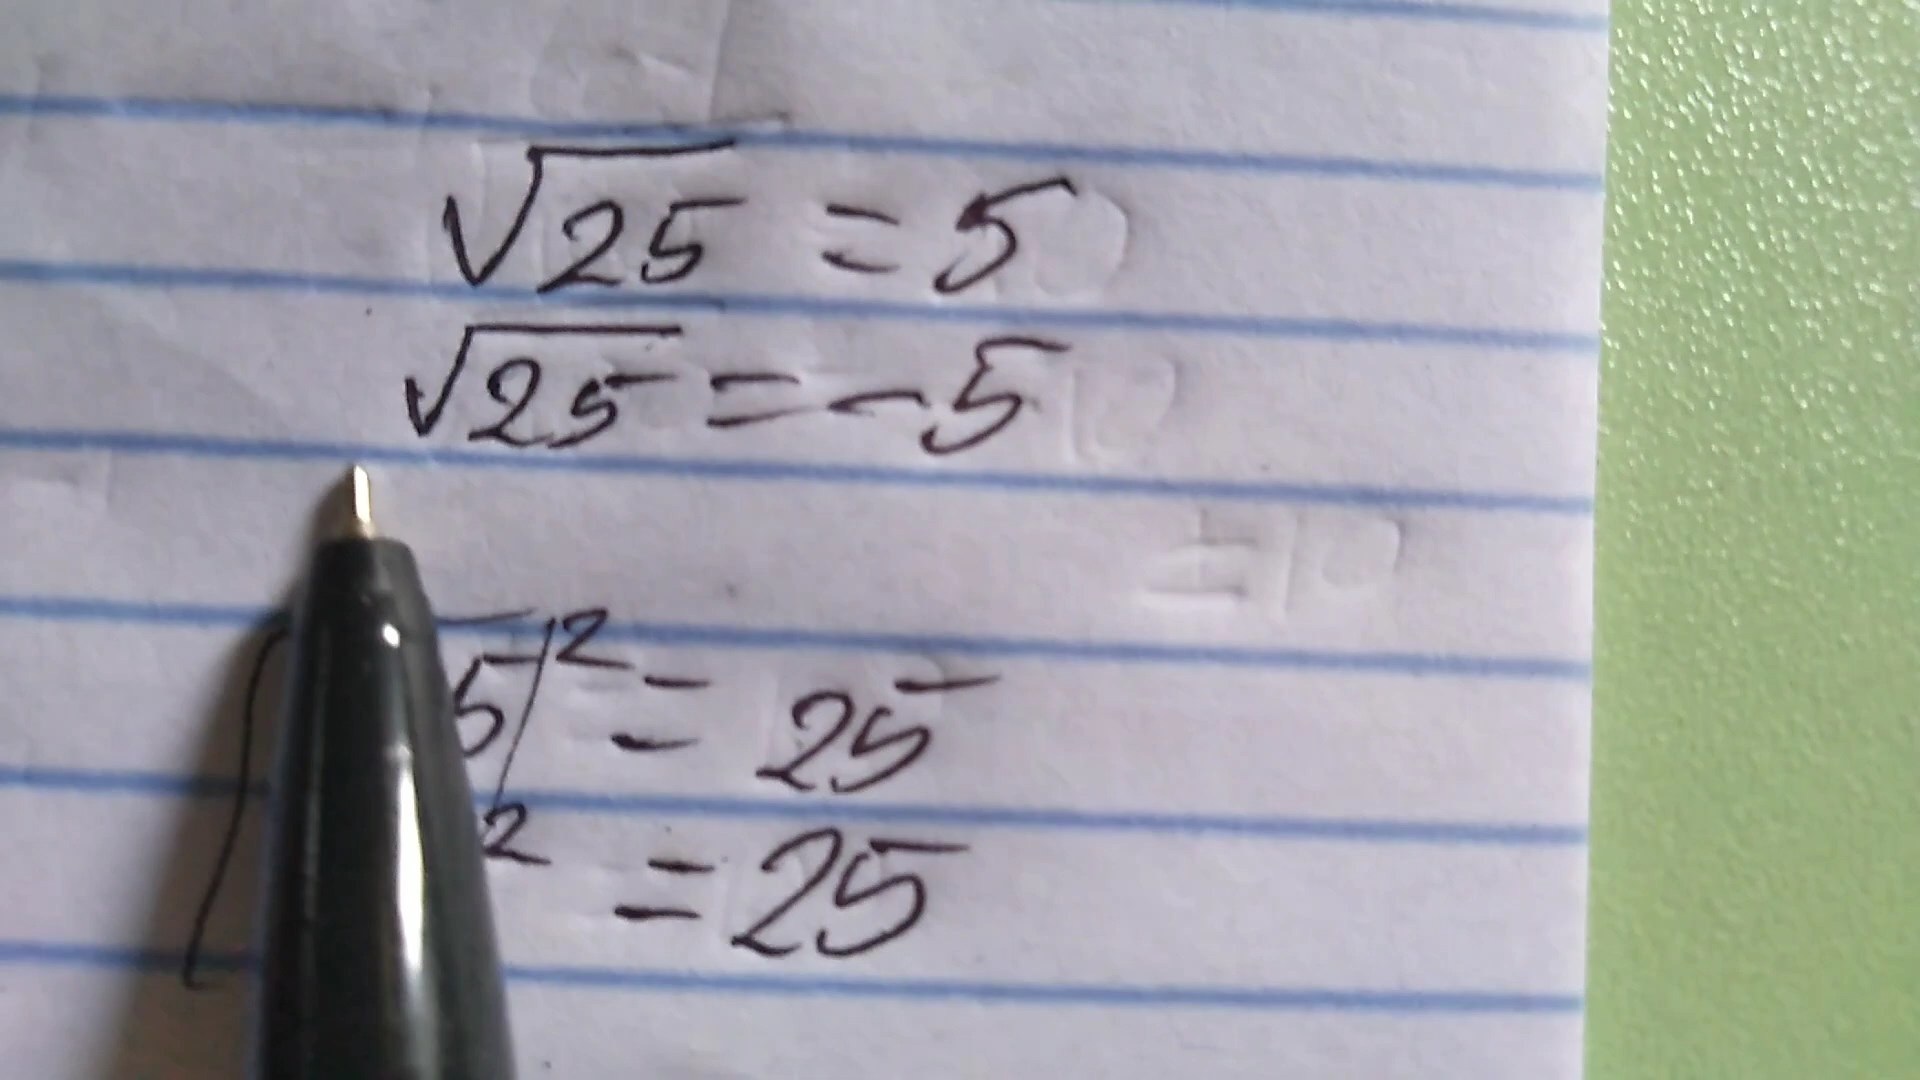 √25 = 5
√25 = -5
5)² = 25
² = 25